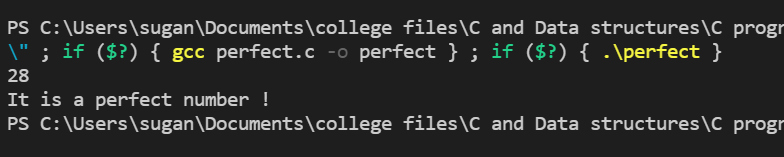 PS C:\Users\sugan\Documents\college files\C and Data structures\C progr
\" ; if ($?) { gcc perfect.c -o perfect } ; if ($?) { .\perfect }
28
It is a perfect number !
PS C:\Users\sugan\Documents\college files\C and Data structures\C progr